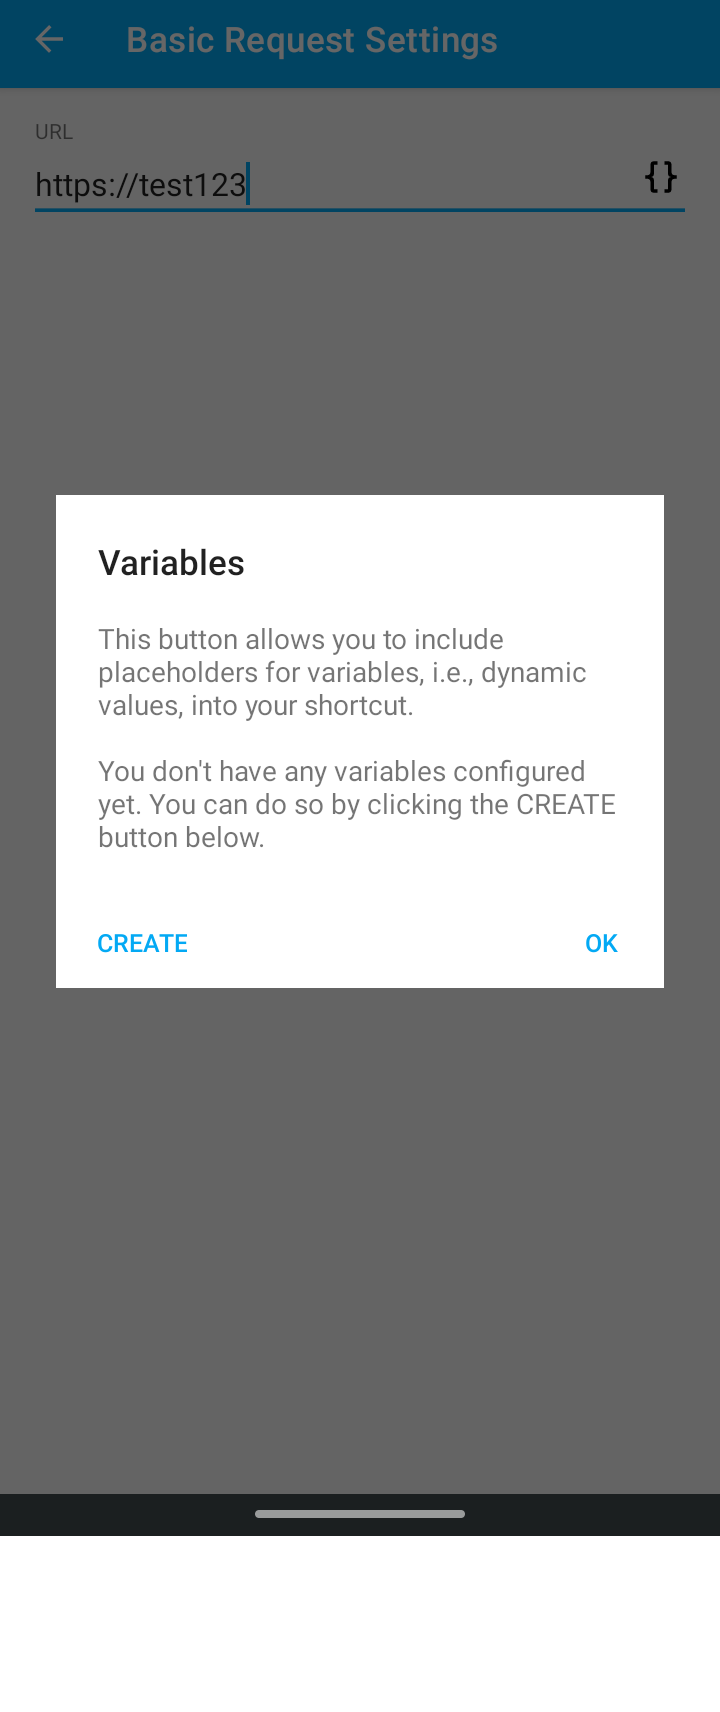 Basic Request Settings
URL
https://test123
{}
Variables
This button allows you to include
placeholders for variables, i.e., dynamic
values, into your shortcut.
You don't have any variables configured
yet. You can do so by clicking the CREATE
button below.
CREATE OK